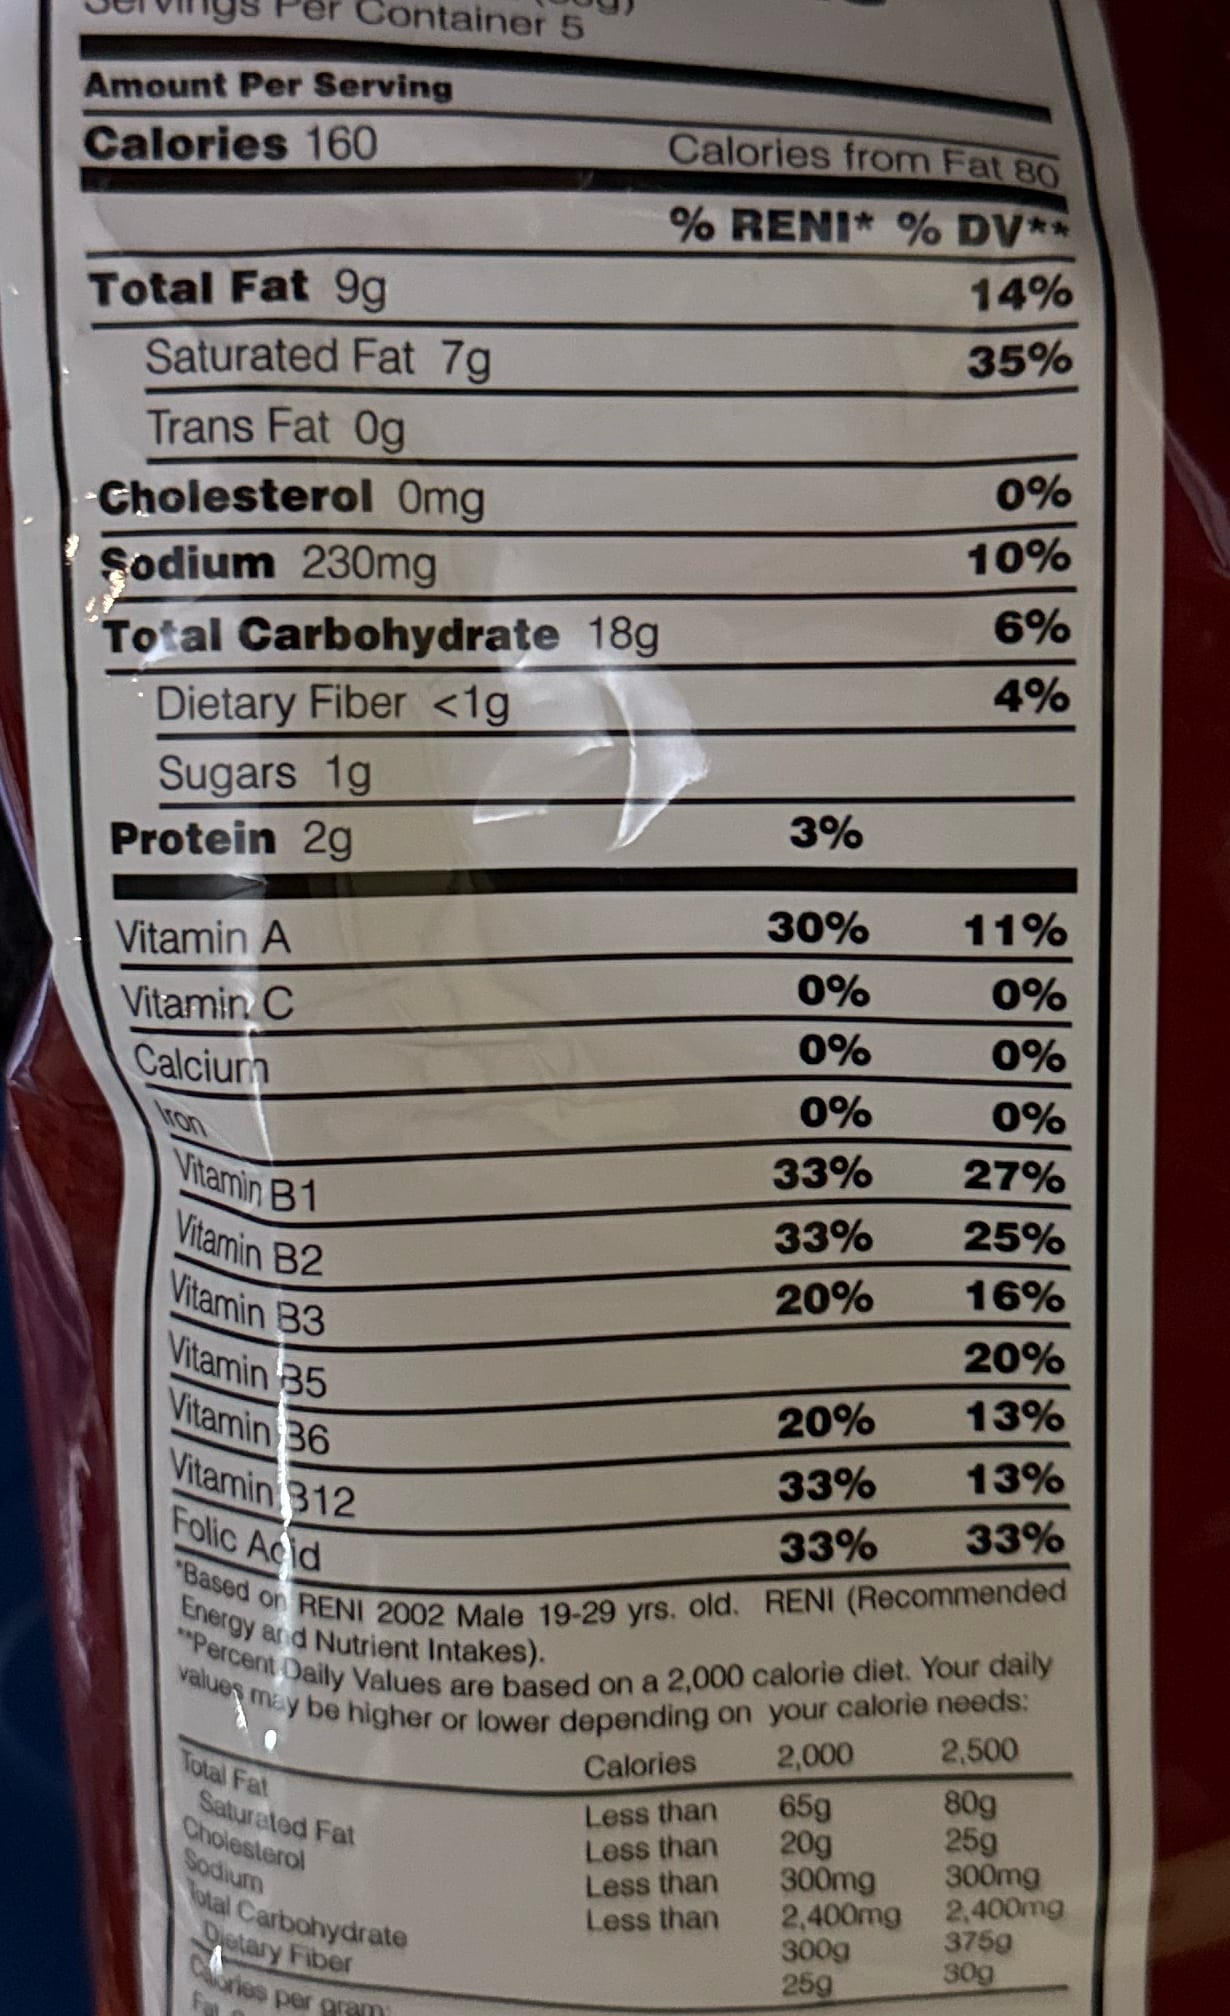 Servings Per Container 5
Amount Per Serving
Calories 160 Calories from Fat 80
% RENI* % DV**
Total Fat 9g 14%
Saturated Fat 7g 35%
Trans Fat 0g
Cholesterol 0mg 0%
Sodium 230mg 10%
Total Carbohydrate 18g 6%
Dietary Fiber <1g 4%
Sugars 1g
Protein 2g 3%
Vitamin A 30% 11%
Vitamin C 0% 0%
Calcium 0% 0%
Iron 0% 0%
Vitamin B1 33% 27%
Vitamin B2 33% 25%
Vitamin B3 20% 16%
Vitamin B5 20%
Vitamin B6 20% 13%
Vitamin B12 33% 13%
Folic Acid 33% 33%
*Based on RENI 2002 Male 19-29 yrs. old. RENI (Recommended
Energy and Nutrient Intakes).
**Percent Daily Values are based on a 2,000 calorie diet. Your daily
values may be higher or lower depending on your calorie needs:
Calories 2,000 2,500
Total Fat Less than 65g 80g
Saturated Fat Less than 20g 25g
Cholesterol Less than 300mg 300mg
Sodium Less than 2,400mg 2,400mg
Total Carbohydrate 300g 375g
Dietary Fiber 25g 30g
Calories per gram:
Fat